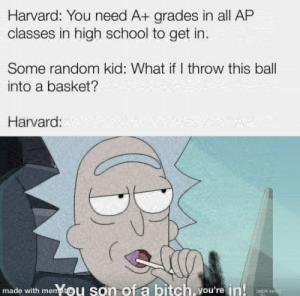 Harvard: You need A+ grades in all AP
classes in high school to get in.
Some random kid: What if I throw this ball
into a basket?
Harvard:
You son of a bitch, you're in!
made with